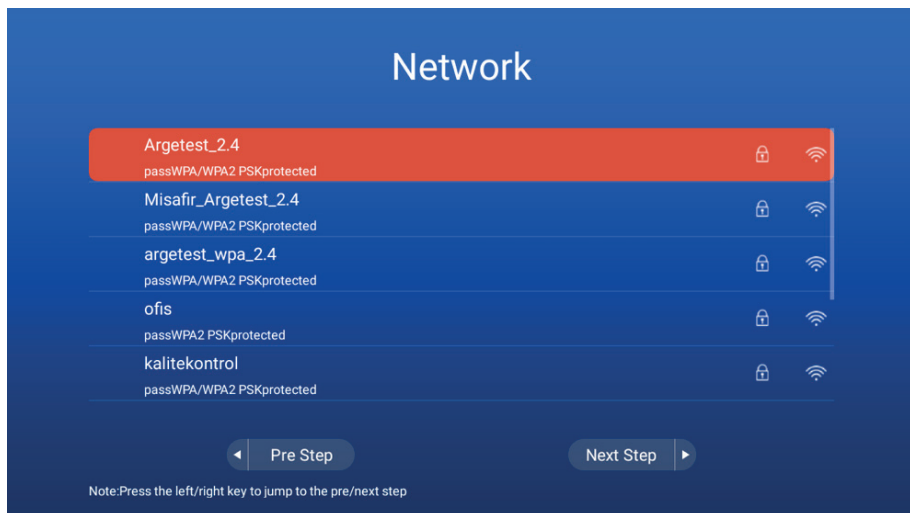 Network
Argetest_2.4
passWPA/WPA2 PSKprotected
Misafir_Argetest_2.4
passWPA/WPA2 PSKprotected
argetest_wpa_2.4
passWPA/WPA2 PSKprotected
ofis
passWPA2 PSKprotected
kalitekontrol
passWPA/WPA2 PSKprotected
Pre Step
Next Step
Note:Press the left/right key to jump to the pre/next step